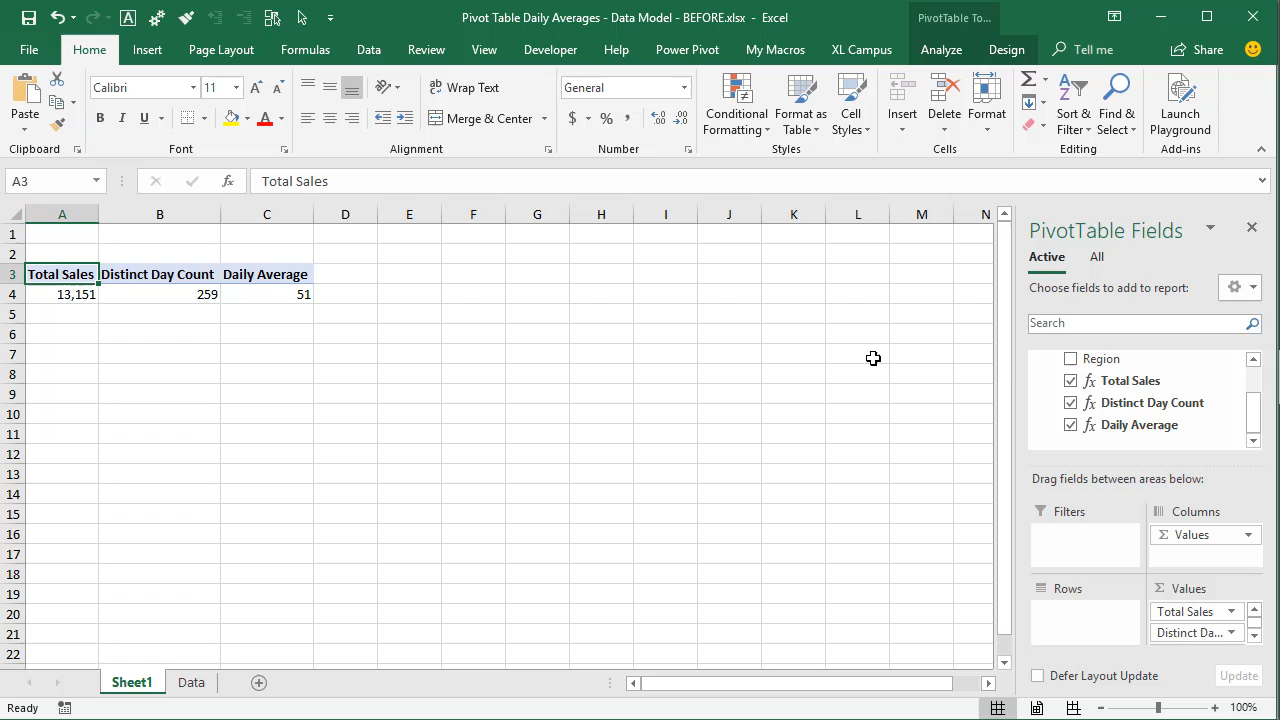 Pivot Table Daily Averages - Data Model - BEFORE.xlsx - Excel
PivotTable To...
File Home Insert Page Layout Formulas Data Review View Developer Help Power Pivot My Macros XL Campus Analyze Design Tell me Share
Paste
Calibri 11
B I U A
Wrap Text
Merge & Center
General
$ % ,
Conditional Formatting
Format as Table
Cell Styles
Insert
Delete
Format
Sort & Filter
Find & Select
Launch Playground
Clipboard Font Alignment Number Styles Cells Editing Add-ins
A3 fx Total Sales
A B C D E F G H I J K L M N
1
2
3 Total Sales Distinct Day Count Daily Average
4 13,151 259 51
5
6
7
8
9
10
11
12
13
14
15
16
17
18
19
20
21
22
PivotTable Fields
Active All
Choose fields to add to report:
Search
Region
fx Total Sales
fx Distinct Day Count
fx Daily Average
Drag fields between areas below:
Filters
Columns
Σ Values
Rows
Σ Values
Total Sales
Distinct Da...
Defer Layout Update Update
Sheet1 Data
Ready 100%